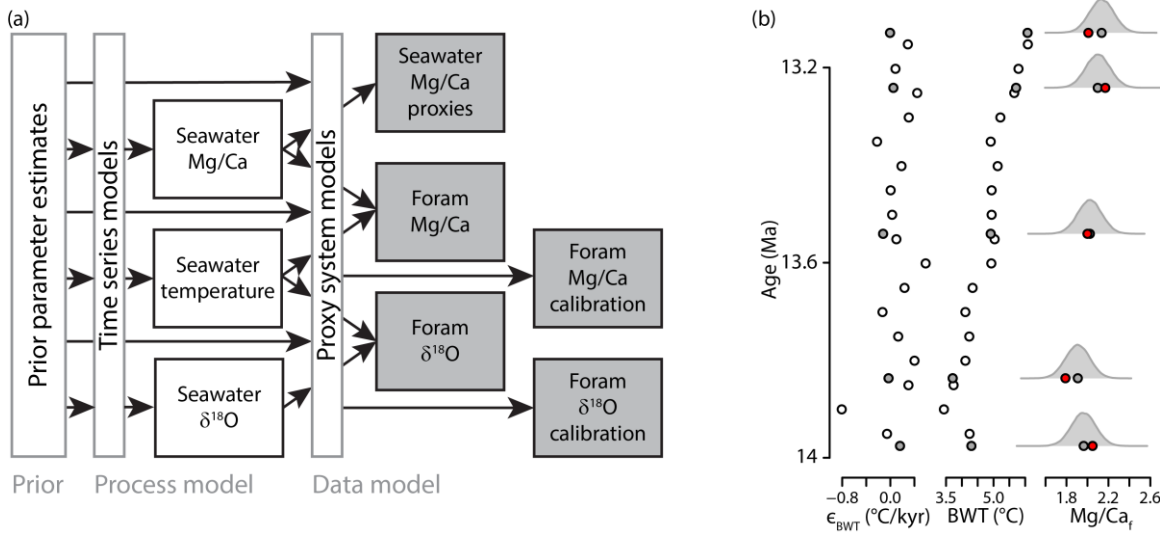 (a)
Prior parameter estimates
Time series models
Proxy system models
Seawater
Mg/Ca
proxies
Seawater
Mg/Ca
Foram
Mg/Ca
Foram
Mg/Ca
calibration
Seawater
temperature
Foram
δ¹⁸O
Seawater
δ¹⁸O
Foram
δ¹⁸O
calibration
Prior
Process model
Data model
(b)
Age (Ma)
13.2
13.6
14
−0.8
0.0
3.5
5.0
1.8
2.2
2.6
ϵBWT (°C/kyr)
BWT (°C)
Mg/Caf